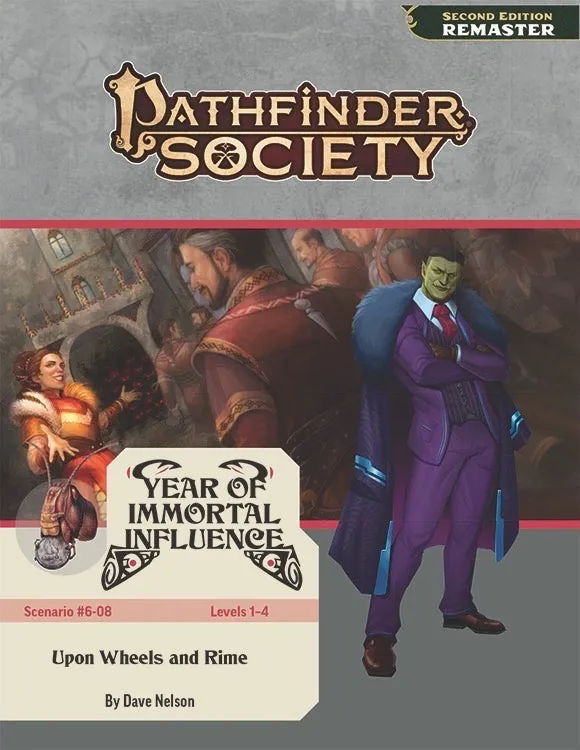 SECOND EDITION
REMASTER
PATHFINDER
SOCIETY
YEAR OF
IMMORTAL
INFLUENCE
Scenario #6-08 Levels 1–4
Upon Wheels and Rime
By Dave Nelson